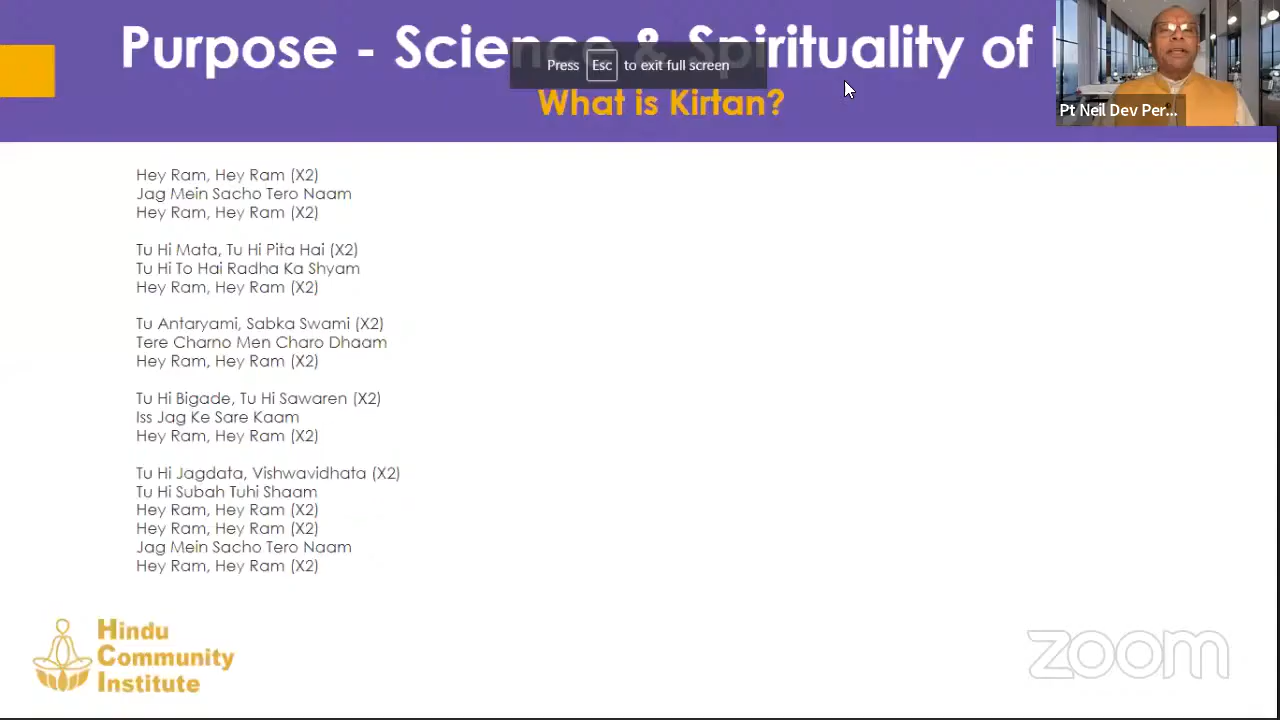 Purpose - Science & Spirituality of
Press Esc to exit full screen
What is Kirtan?
Pt Neil Dev Per...
Hey Ram, Hey Ram (X2)
Jag Mein Sacho Tero Naam
Hey Ram, Hey Ram (X2)
Tu Hi Mata, Tu Hi Pita Hai (X2)
Tu Hi To Hai Radha Ka Shyam
Hey Ram, Hey Ram (X2)
Tu Antaryami, Sabka Swami (X2)
Tere Charno Men Charo Dhaam
Hey Ram, Hey Ram (X2)
Tu Hi Bigade, Tu Hi Sawaren (X2)
Iss Jag Ke Sare Kaam
Hey Ram, Hey Ram (X2)
Tu Hi Jagdata, Vishwavidhata (X2)
Tu Hi Subah Tuhi Shaam
Hey Ram, Hey Ram (X2)
Hey Ram, Hey Ram (X2)
Jag Mein Sacho Tero Naam
Hey Ram, Hey Ram (X2)
Hindu
Community
Institute
zoom